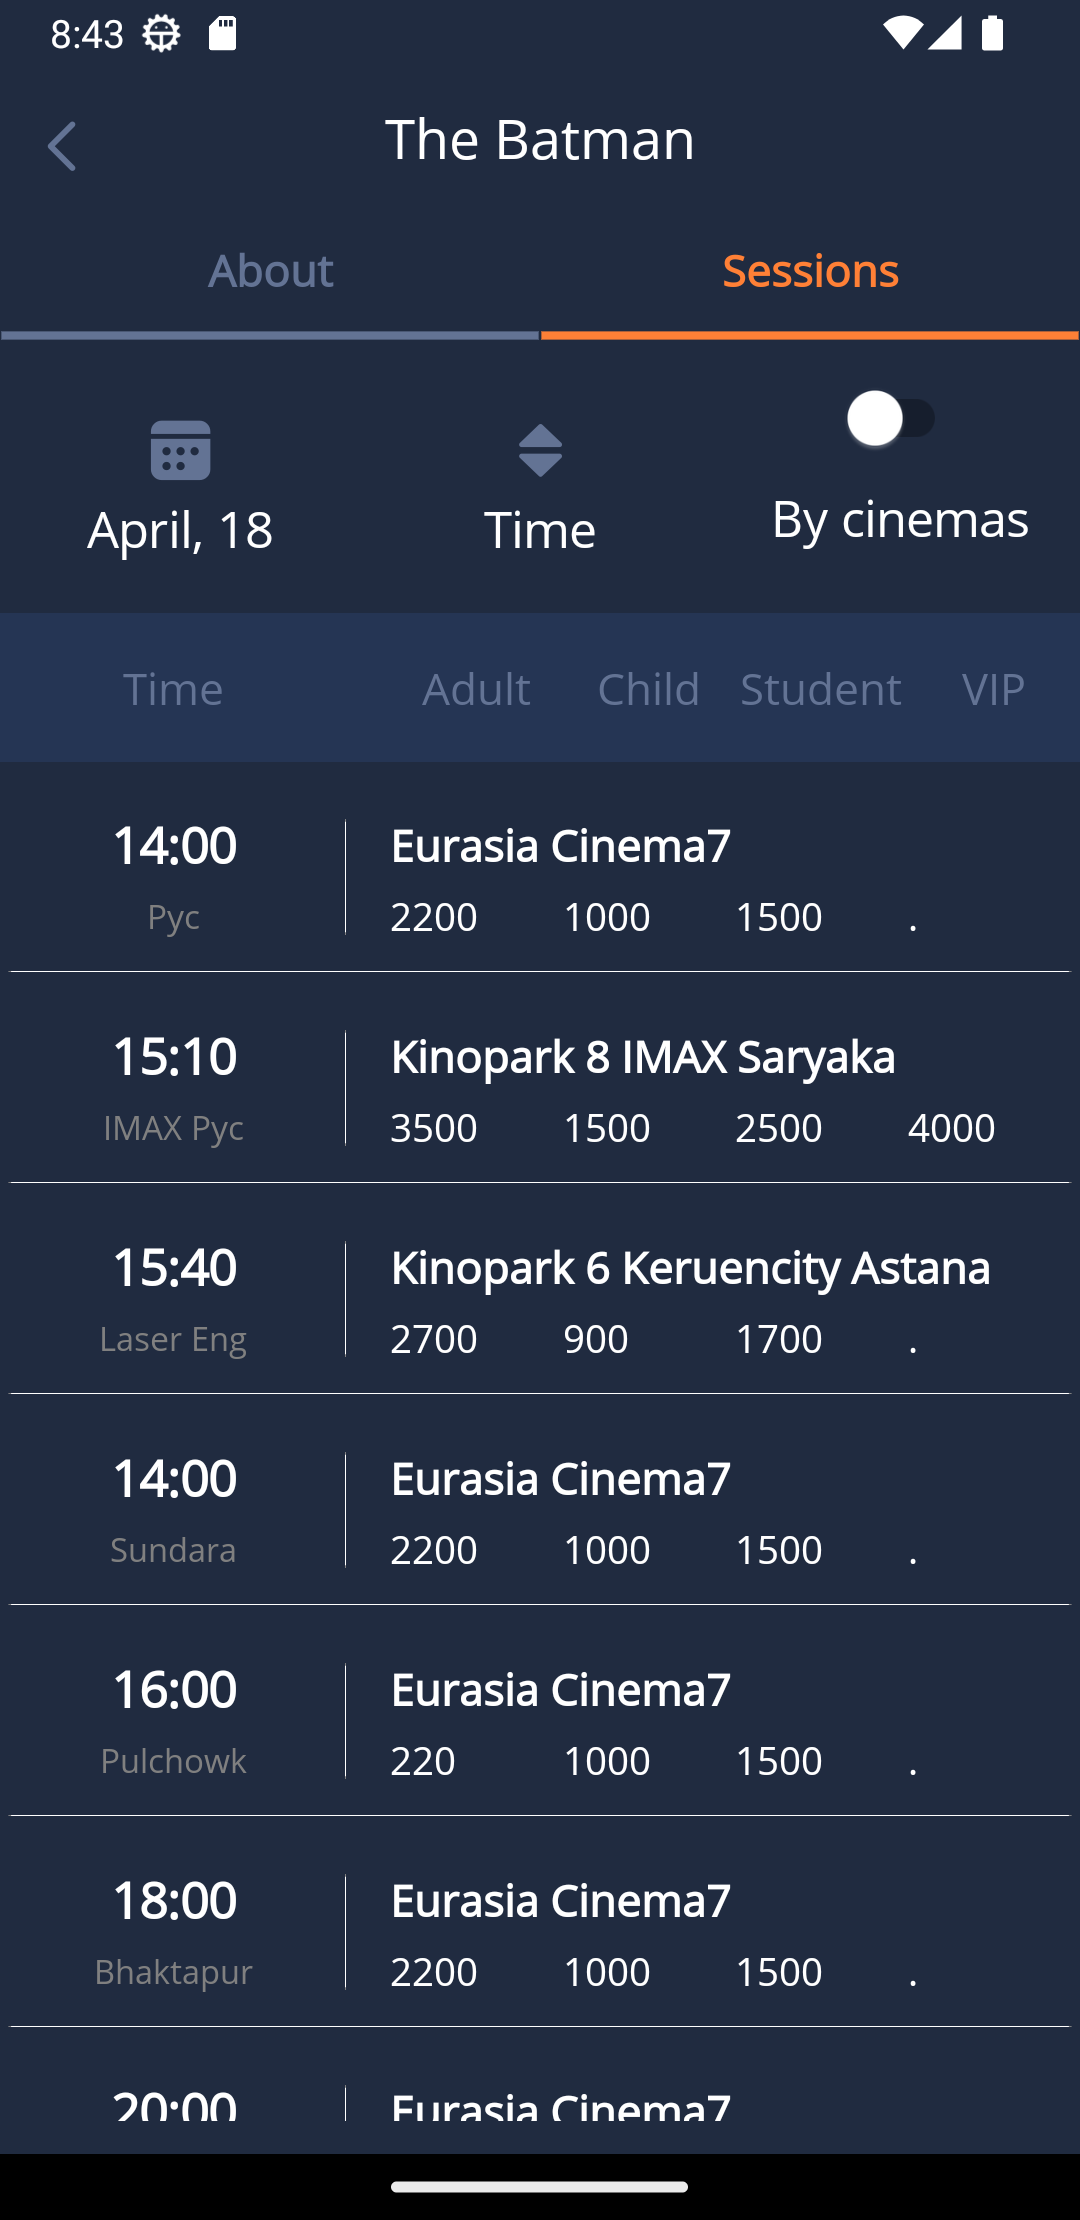 8:43
The Batman
About Sessions
April, 18 Time By cinemas
Time Adult Child Student VIP
14:00 Eurasia Cinema7
Рус 2200 1000 1500 .
15:10 Kinopark 8 IMAX Saryaka
IMAX Рус 3500 1500 2500 4000
15:40 Kinopark 6 Keruencity Astana
Laser Eng 2700 900 1700 .
14:00 Eurasia Cinema7
Sundara 2200 1000 1500 .
16:00 Eurasia Cinema7
Pulchowk 220 1000 1500 .
18:00 Eurasia Cinema7
Bhaktapur 2200 1000 1500 .
20:00 Eurasia Cinema7